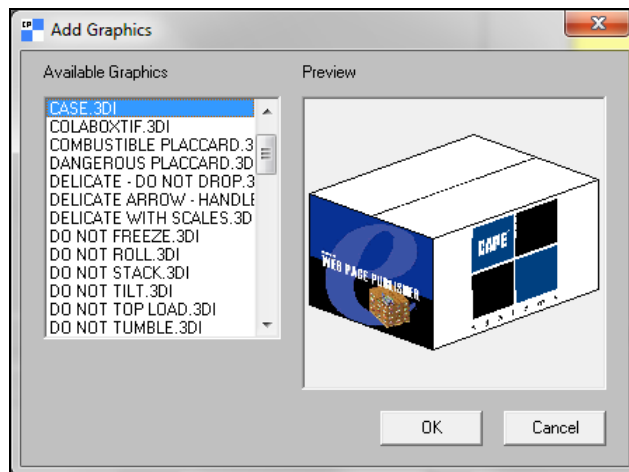 CP
Add Graphics
Available Graphics
Preview
CASE.3DI
COLABOXTIF.3DI
COMBUSTIBLE PLACCARD.3
DANGEROUS PLACCARD.3D
DELICATE - DO NOT DROP.3
DELICATE ARROW - HANDLE
DELICATE WITH SCALES.3D
DO NOT FREEZE.3DI
DO NOT ROLL.3DI
DO NOT STACK.3DI
DO NOT TILT.3DI
DO NOT TOP LOAD.3DI
DO NOT TUMBLE.3DI
e
WEB PAGE PUBLISHER
CAPE
systems
OK
Cancel